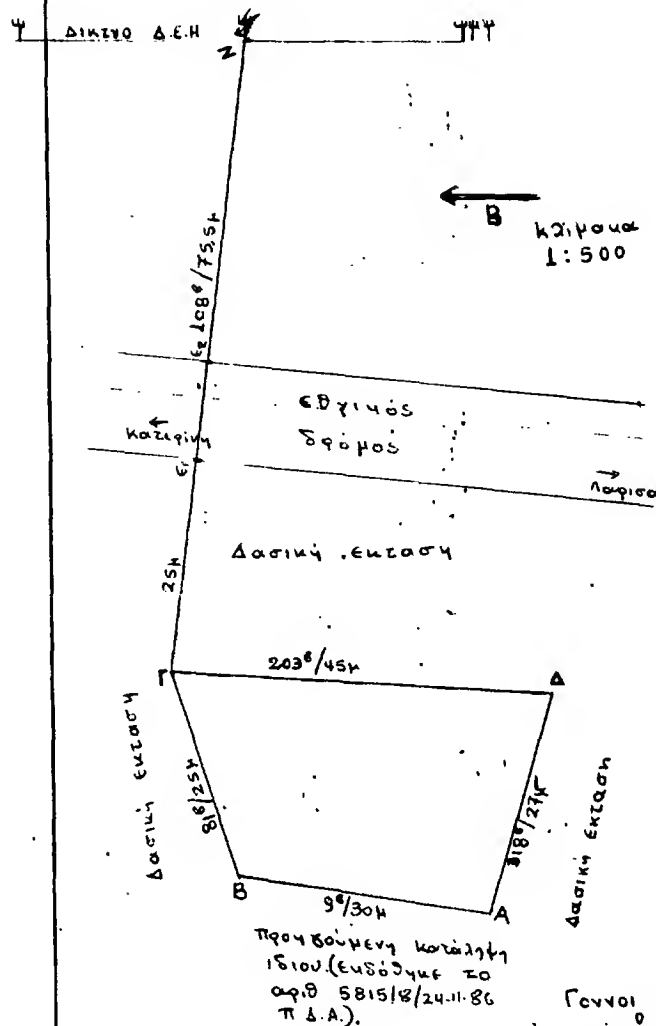 ΔΙΚΤΥΟ Δ.Ε.Η
Ζ
Β
κλίμακα
1:500
108ᵍ/75,5μ
Ε2
εθνικός
δρόμος
Κατερίνη
Ε1
Λάρισα
Δασική έκταση
25μ
203ᵍ/45μ
Γ
Δ
Δασική έκταση
81ᵍ/25μ
318ᵍ/27μ
Δασική έκταση
Β
9ᵍ/30μ
Α
Προηγούμενη κατάληψη
ιδίου. (εκδόθηκε το
αριθ 5815/8/24-11-86
Π Δ.Α.).
Γόννοι